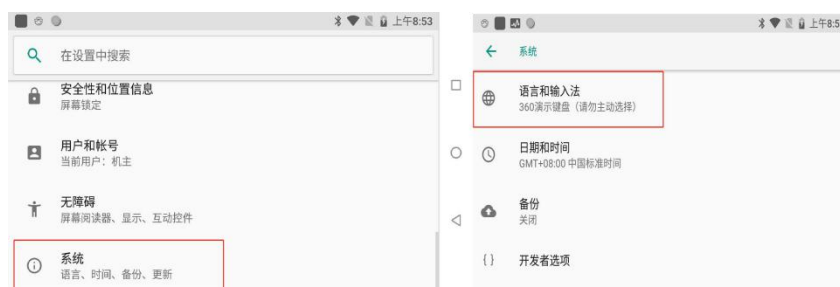 上午8:53
在设置中搜索
安全性和位置信息
屏幕锁定
用户和帐号
当前用户：机主
无障碍
屏幕阅读器、显示、互动控件
系统
语言、时间、备份、更新
上午8:5
系统
语言和输入法
360演示键盘（请勿主动选择）
日期和时间
GMT+08:00 中国标准时间
备份
关闭
{ } 开发者选项